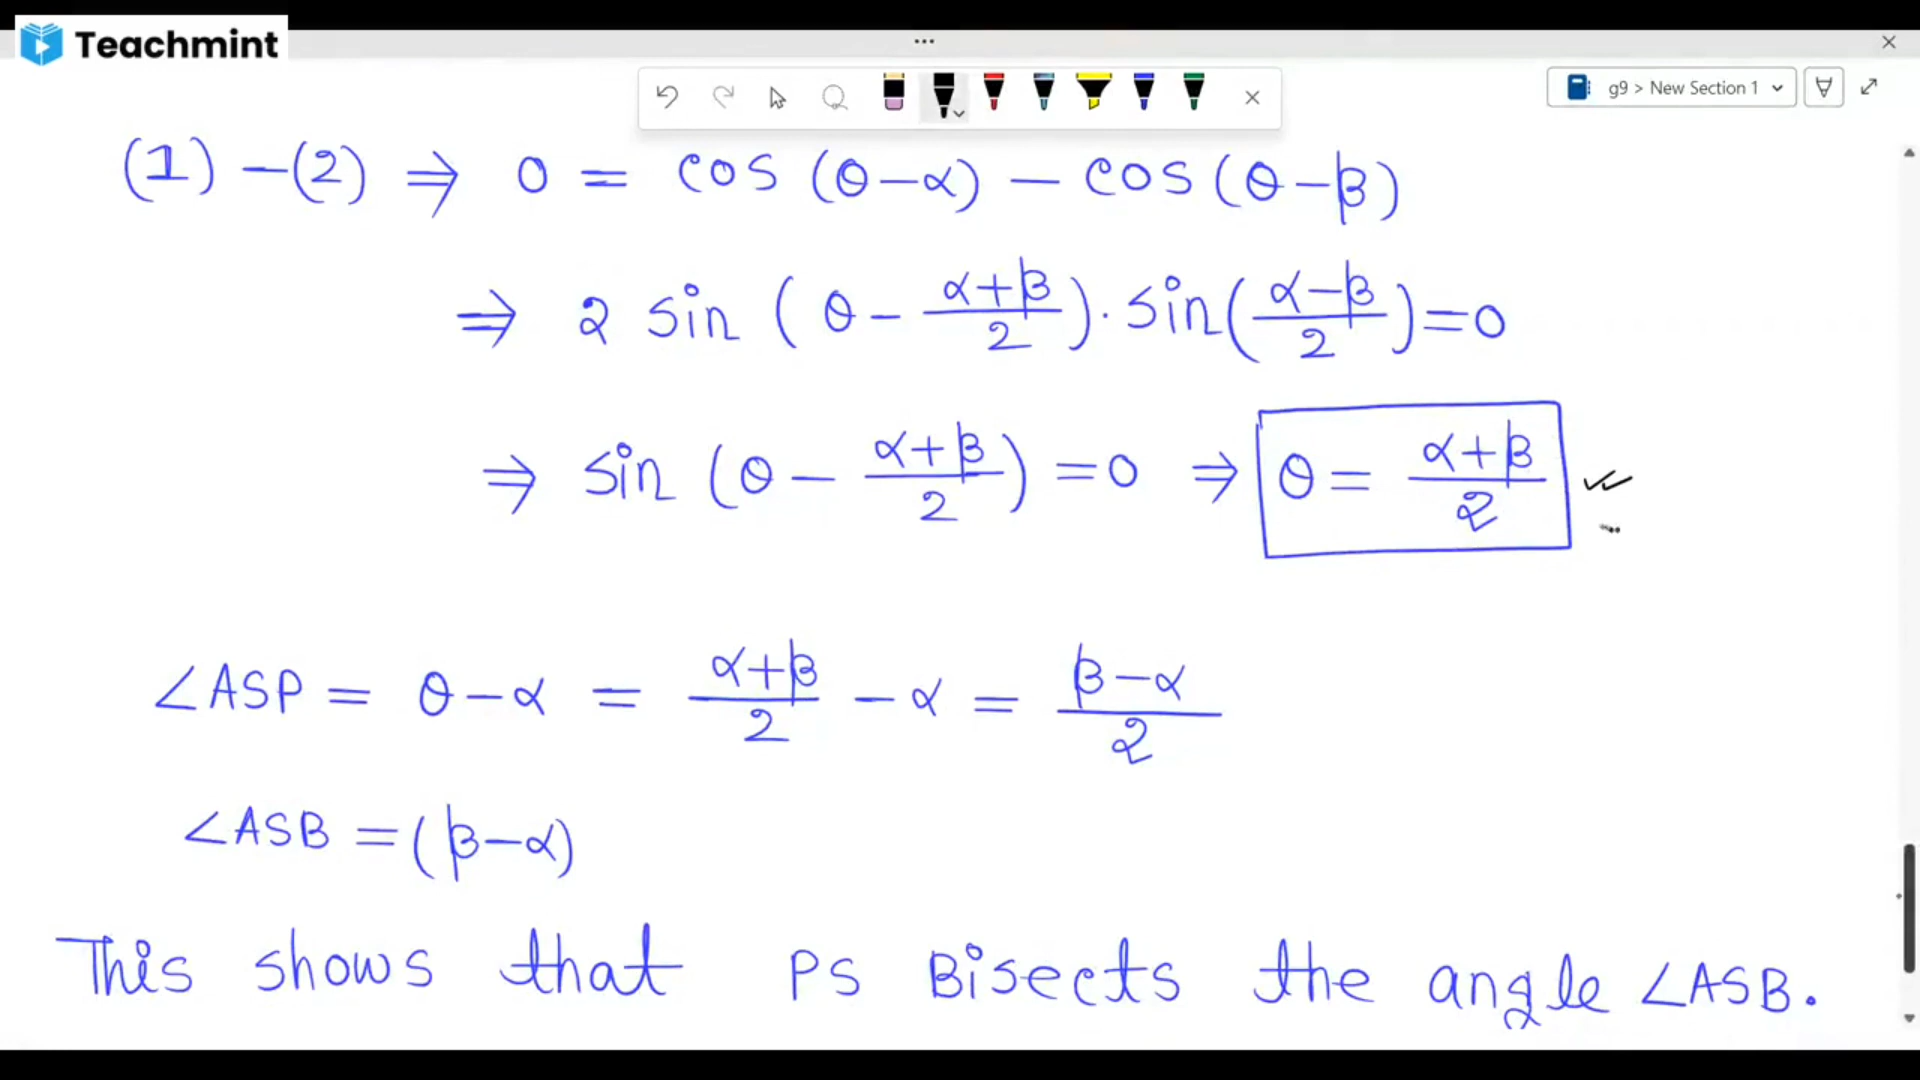 Teachmint
...
g9 > New Section 1
(1) - (2) ⇒ 0 = cos (θ-α) - cos (θ-β)
⇒ 2 sin (θ - α+β/2) · sin(α-β/2) = 0
⇒ sin (θ - α+β/2) = 0 ⇒ θ = α+β/2
∠ASP = θ-α = α+β/2 - α = β-α/2
∠ASB = (β-α)
This shows that PS Bisects the angle ∠ASB.